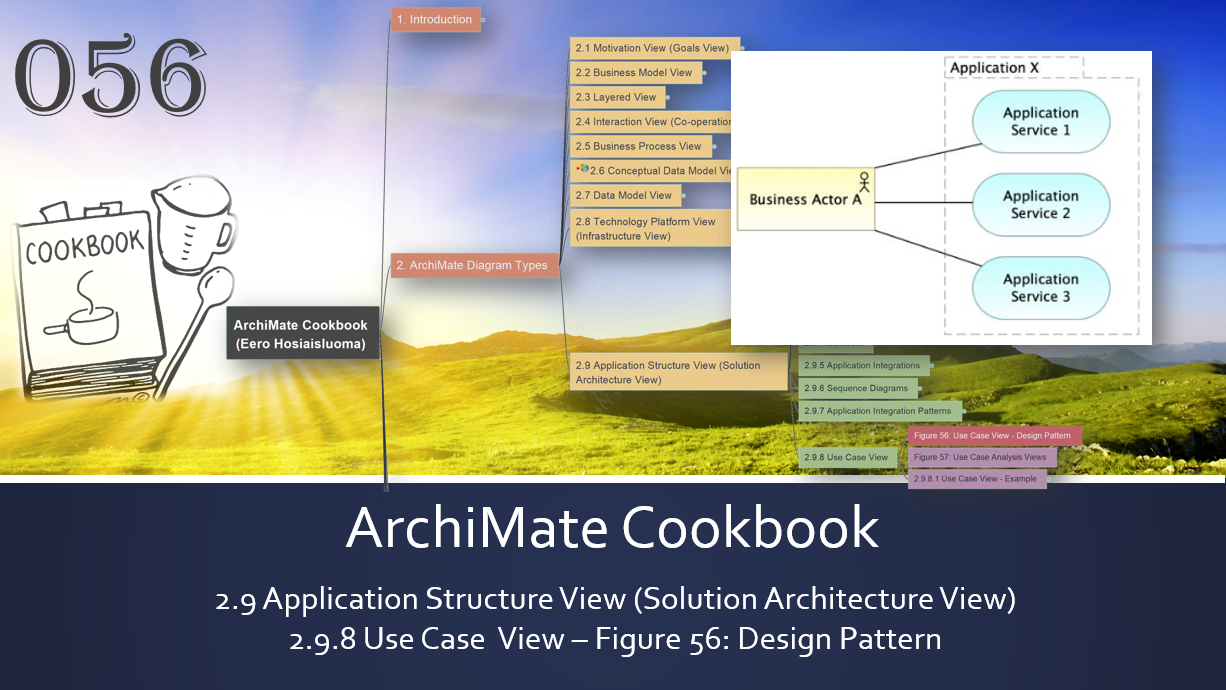 056
COOKBOOK
ArchiMate Cookbook
(Eero Hosiaisluoma)
1. Introduction
2. ArchiMate Diagram Types
2.1 Motivation View (Goals View)
2.2 Business Model View
2.3 Layered View
2.4 Interaction View (Co-operation
2.5 Business Process View
2.6 Conceptual Data Model
2.7 Data Model View
2.8 Technology Platform View
(Infrastructure View)
2.9 Application Structure View (Solution
Architecture View)
Application X
Application
Service 1
Business Actor A
Application
Service 2
Application
Service 3
2.9.5 Application Integrations
2.9.6 Sequence Diagrams
2.9.7 Application Integration Patterns
2.9.8 Use Case View
Figure 56: Use Case View - Design Pattern
Figure 57: Use Case Analysis Views
2.9.8.1 Use Case View - Example
ArchiMate Cookbook
2.9 Application Structure View (Solution Architecture View)
2.9.8 Use Case View – Figure 56: Design Pattern